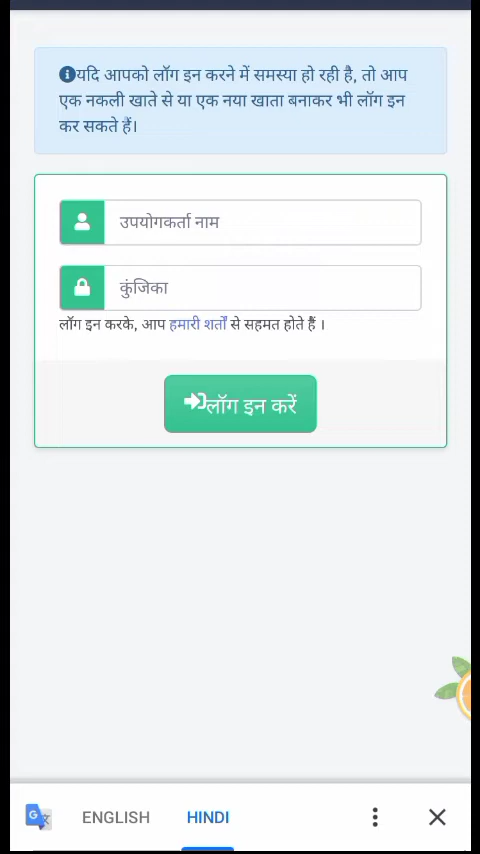 यदि आपको लॉग इन करने में समस्या हो रही है, तो आप
एक नकली खाते से या एक नया खाता बनाकर भी लॉग इन
कर सकते हैं।
उपयोगकर्ता नाम
कुंजिका
लॉग इन करके, आप हमारी शर्तों से सहमत होते हैं ।
लॉग इन करें
ENGLISH HINDI